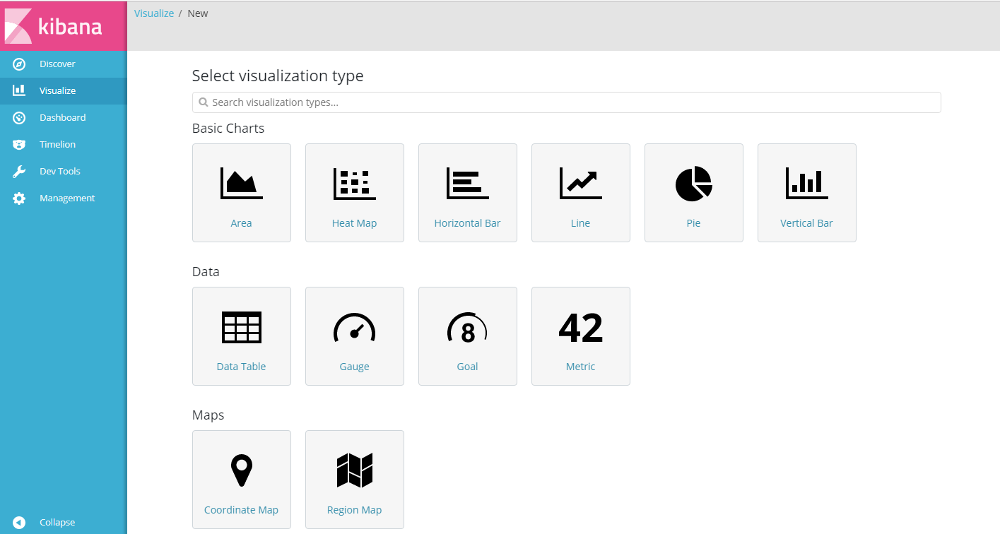 kibana
Discover
Visualize
Dashboard
Timelion
Dev Tools
Management
Collapse
Visualize / New
Select visualization type
Search visualization types...
Basic Charts
Area Heat Map Horizontal Bar Line Pie Vertical Bar
Data
8 42
Data Table Gauge Goal Metric
Maps
Coordinate Map Region Map